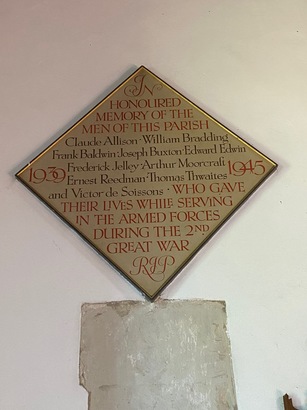 In
HONOURED
MEMORY OF THE
MEN OF THIS PARISH
Claude Allison · William Bradding
Frank Baldwin · Joseph Buxton · Edward Edwin
Frederick Jelley · Arthur Moorcraft
1939 Ernest Reedman · Thomas Thwaites 1945
and Victor de Soissons · WHO GAVE
THEIR LIVES WHILE SERVING
IN THE ARMED FORCES
DURING THE 2ND
GREAT WAR
RIP